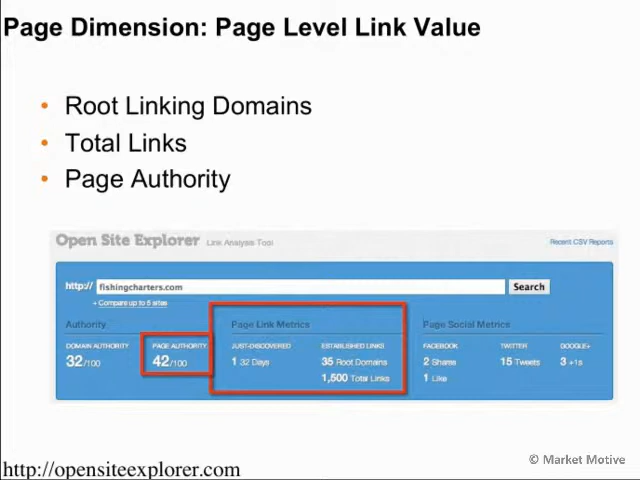 Page Dimension: Page Level Link Value
• Root Linking Domains
• Total Links
• Page Authority
Open Site Explorer Link Analysis Tool Recent CSV Reports
http:// fishingcharters.com Search
+ Compare up to 5 sites
Authority Page Link Metrics Page Social Metrics
DOMAIN AUTHORITY PAGE AUTHORITY JUST-DISCOVERED ESTABLISHED LINKS FACEBOOK TWITTER GOOGLE+
32/100 42/100 1 32 Days 35 Root Domains 2 Shares 15 Tweets 3 +1s
1,500 Total Links 1 Like
© Market Motive
http://opensiteexplorer.com